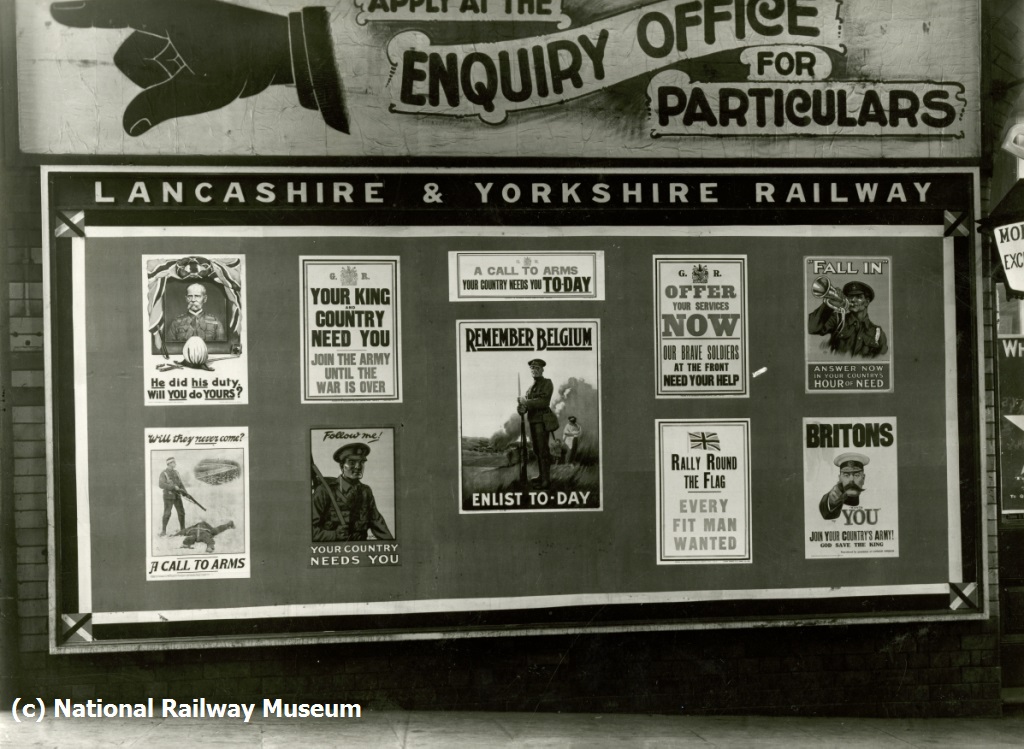 APPLY AT THE
ENQUIRY OFFICE
FOR
PARTICULARS
LANCASHIRE & YORKSHIRE RAILWAY
He did his duty.
Will YOU do YOURS?
G. R.
YOUR KING
AND
COUNTRY
NEED YOU
JOIN THE ARMY
UNTIL THE
WAR IS OVER
A CALL TO ARMS
YOUR COUNTRY NEEDS YOU TO-DAY
REMEMBER BELGIUM
ENLIST TO-DAY
G. R.
OFFER
YOUR SERVICES
NOW
OUR BRAVE SOLDIERS
AT THE FRONT
NEED YOUR HELP
"FALL IN"
ANSWER NOW
IN YOUR COUNTRY'S
HOUR OF NEED
Will they never come?
A CALL TO ARMS
Follow me!
YOUR COUNTRY
NEEDS YOU
RALLY ROUND
THE FLAG
EVERY
FIT MAN
WANTED
BRITONS
YOU
JOIN YOUR COUNTRY'S ARMY!
GOD SAVE THE KING
(c) National Railway Museum